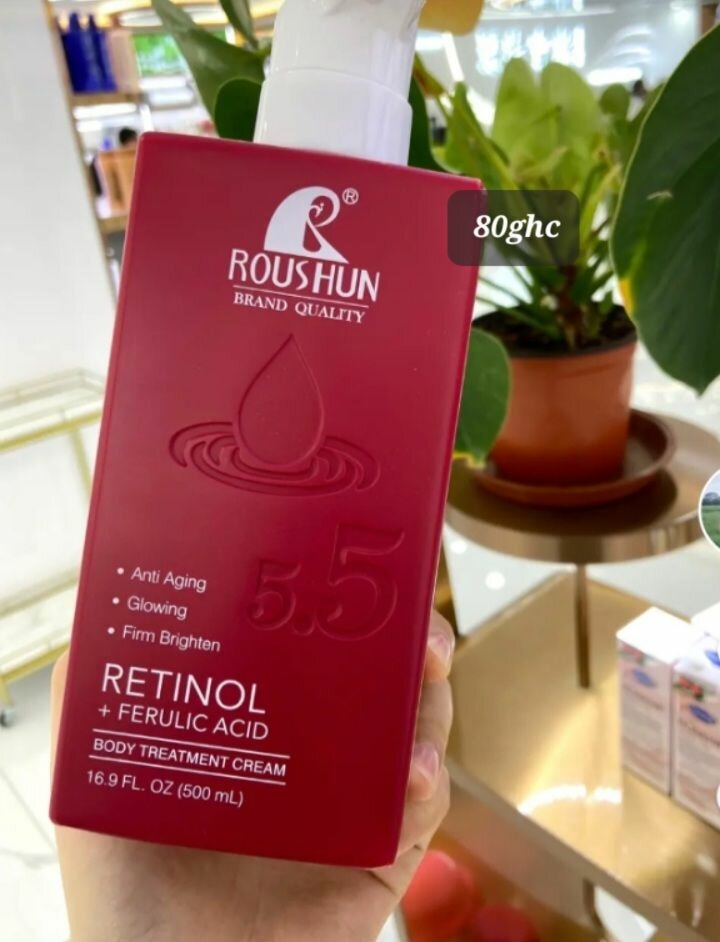 ®
ROUSHUN
BRAND QUALITY
80ghc
5.5
• Anti Aging
• Glowing
• Firm Brighten
RETINOL
+ FERULIC ACID
BODY TREATMENT CREAM
16.9 FL. OZ (500 mL)